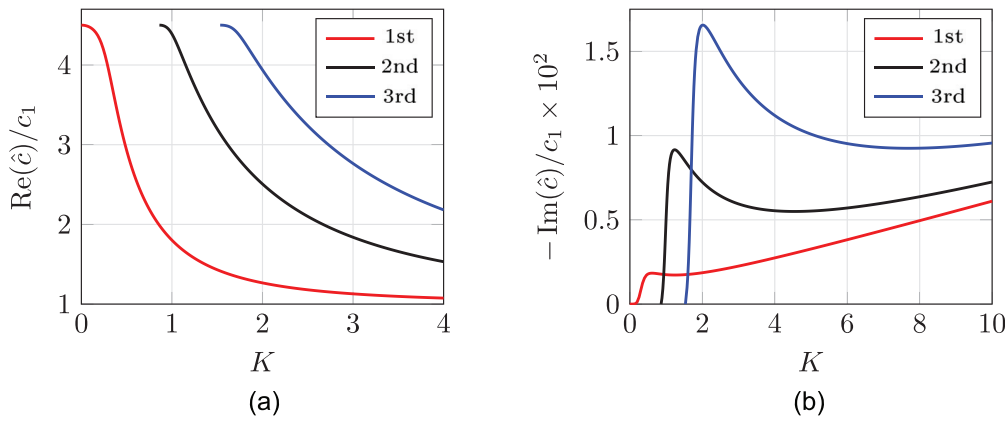 1st
2nd
3rd
4
3
2
1
0 1 2 3 4
Re(ĉ)/c₁
K
(a)
1st
2nd
3rd
1.5
1
0.5
0
0 2 4 6 8 10
− Im(ĉ)/c₁ × 10²
K
(b)